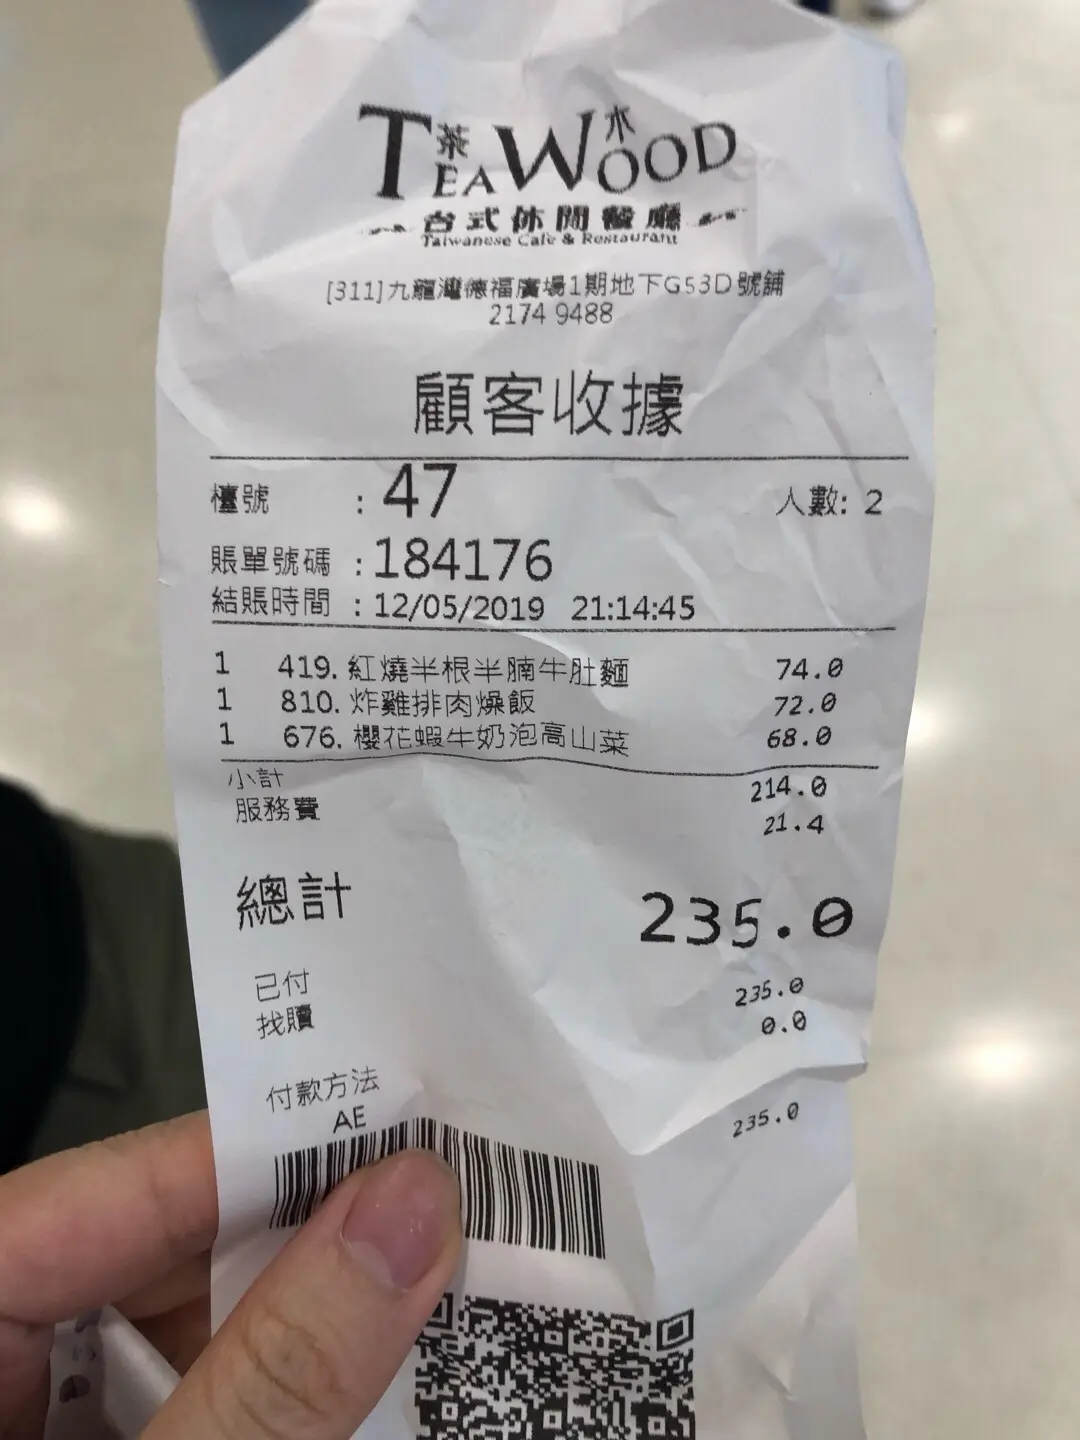 TEA WOOD
茶 木
台式休閒餐廳
Taiwanese Cafe & Restaurant
[311]九龍灣德福廣場1期地下G53D號舖
2174 9488
顧客收據
檯號 : 47 人數: 2
賬單號碼 : 184176
結賬時間 : 12/05/2019 21:14:45
1 419. 紅燒半根半腩牛肚麵 74.0
1 810. 炸雞排肉燥飯 72.0
1 676. 櫻花蝦牛奶泡高山菜 68.0
小計 214.0
服務費 21.4
總計 235.0
已付 235.0
找贖 0.0
付款方法
AE 235.0